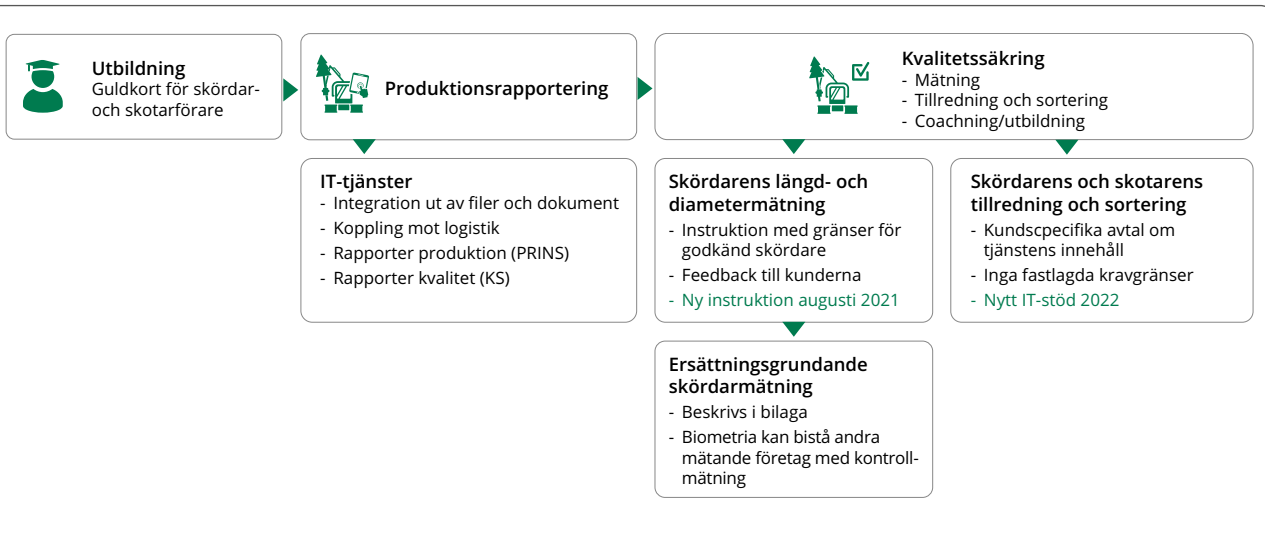 Utbildning
Guldkort för skördar-
och skotarförare
Produktionsrapportering
Kvalitetssäkring
- Mätning
- Tillredning och sortering
- Coachning/utbildning
IT-tjänster
- Integration ut av filer och dokument
- Koppling mot logistik
- Rapporter produktion (PRINS)
- Rapporter kvalitet (KS)
Skördarens längd- och
diametermätning
- Instruktion med gränser för
godkänd skördare
- Feedback till kunderna
- Ny instruktion augusti 2021
Skördarens och skotarens
tillredning och sortering
- Kundscpecifika avtal om
tjänstens innehåll
- Inga fastlagda kravgränser
- Nytt IT-stöd 2022
Ersättningsgrundande
skördarmätning
- Beskrivs i bilaga
- Biometria kan bistå andra
mätande företag med kontroll-
mätning